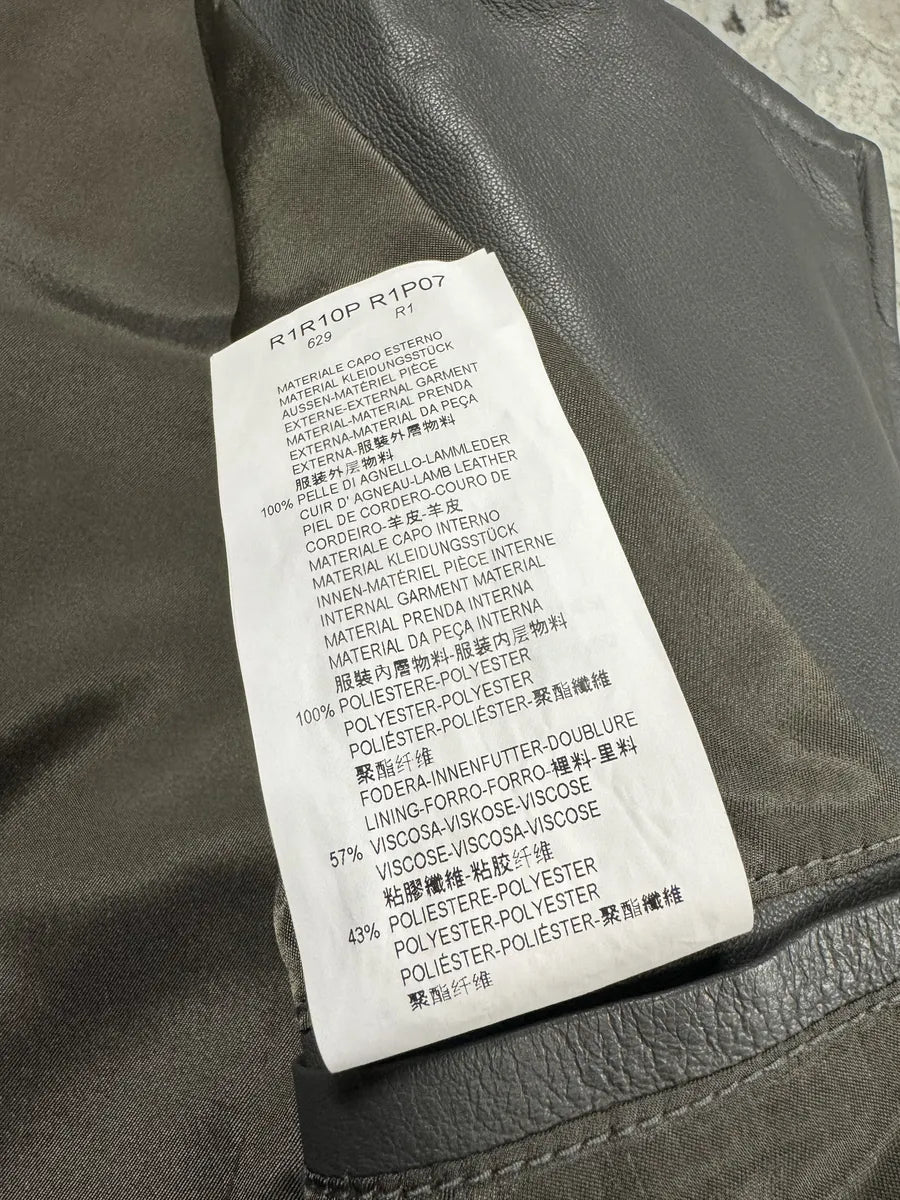 R1R10P R1P07
629 R1
MATERIALE CAPO ESTERNO
MATERIAL KLEIDUNGSSTÜCK
AUSSEN-MATÉRIEL PIÈCE
EXTERNE-EXTERNAL GARMENT
MATERIAL-MATERIAL PRENDA
EXTERNA-MATERIAL DA PEÇA
EXTERNA-服裝外層物料
服装外层物料
100% PELLE DI AGNELLO-LAMMLEDER
CUIR D' AGNEAU-LAMB LEATHER
PIEL DE CORDERO-COURO DE
CORDEIRO-羊皮-羊皮
MATERIALE CAPO INTERNO
MATERIAL KLEIDUNGSSTÜCK
INNEN-MATÉRIEL PIÈCE INTERNE
INTERNAL GARMENT MATERIAL
MATERIAL PRENDA INTERNA
MATERIAL DA PEÇA INTERNA
服裝內層物料-服装内层物料
100% POLIESTERE-POLYESTER
POLYESTER-POLYESTER
POLIÉSTER-POLIÉSTER-聚酯纖維
聚酯纤维
FODERA-INNENFUTTER-DOUBLURE
LINING-FORRO-FORRO-裡料-里料
57% VISCOSA-VISKOSE-VISCOSE
VISCOSE-VISCOSA-VISCOSE
粘膠纖維-粘胶纤维
43% POLIESTERE-POLYESTER
POLYESTER-POLYESTER
POLIÉSTER-POLIÉSTER-聚酯纖維
聚酯纤维